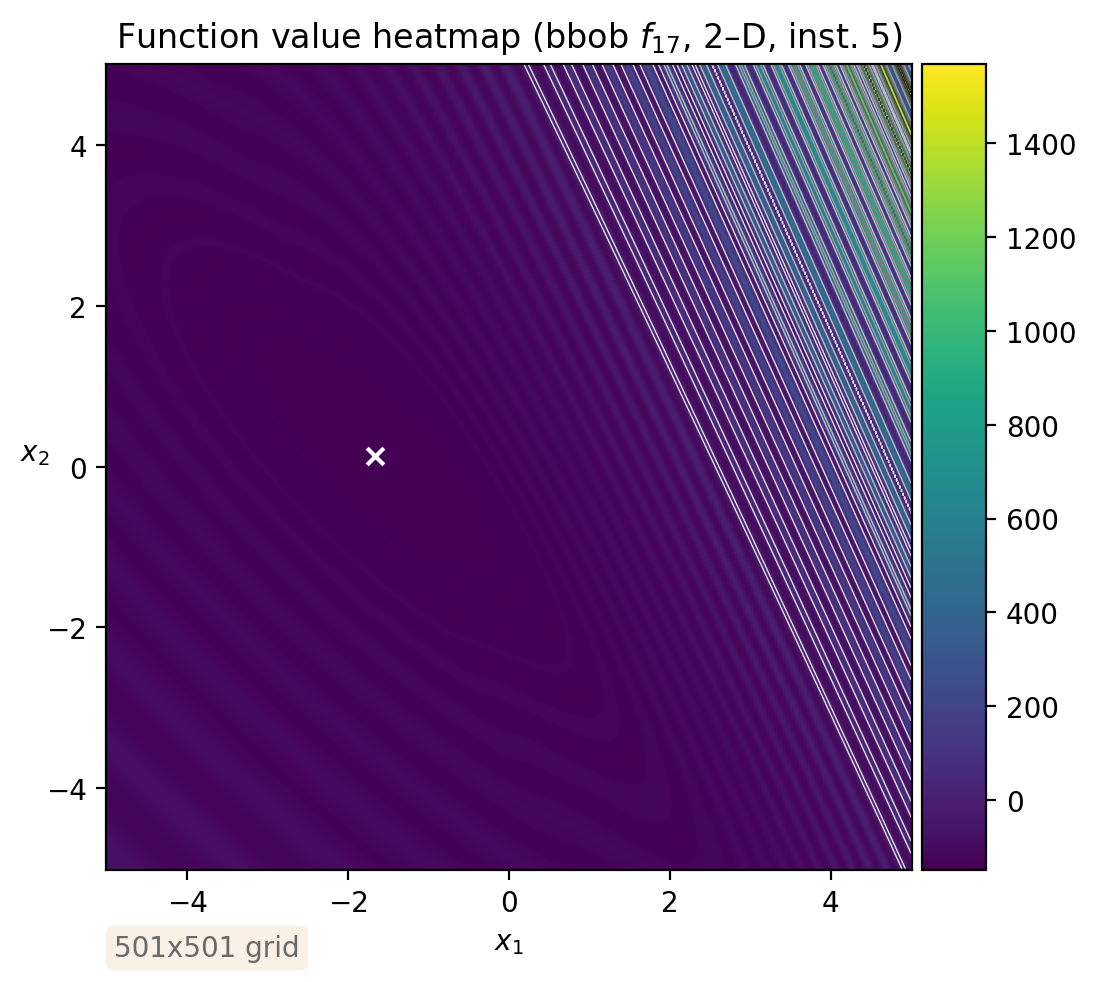 Function value heatmap (bbob f₁₇, 2–D, inst. 5)
4
2
0
−2
−4
x₂
−4 −2 0 2 4
x₁
1400
1200
1000
800
600
400
200
0
501x501 grid